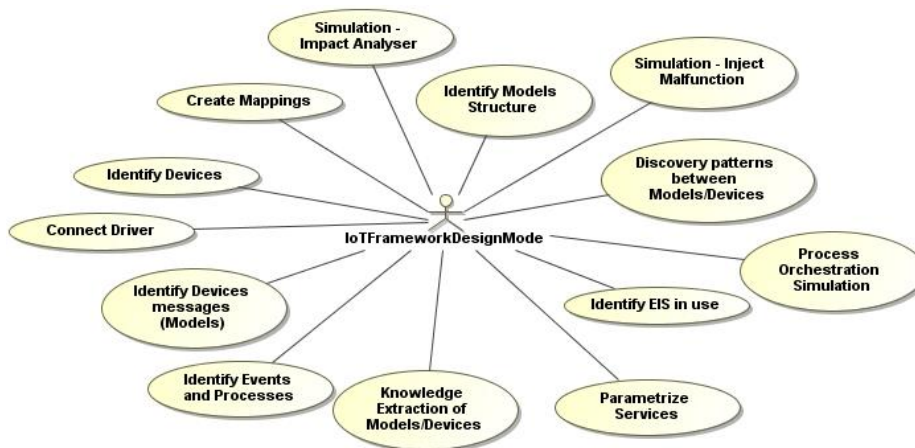 Simulation -
Impact Analyser
Simulation - Inject
Malfunction
Identify Models
Structure
Create Mappings
Discovery patterns
between
Models/Devices
Identify Devices
Connect Driver
IoTFrameworkDesignMode
Process
Orchestration
Simulation
Identify Devices
messages
(Models)
Identify EIS in use
Identify Events
and Processes
Knowledge
Extraction of
Models/Devices
Parametrize
Services